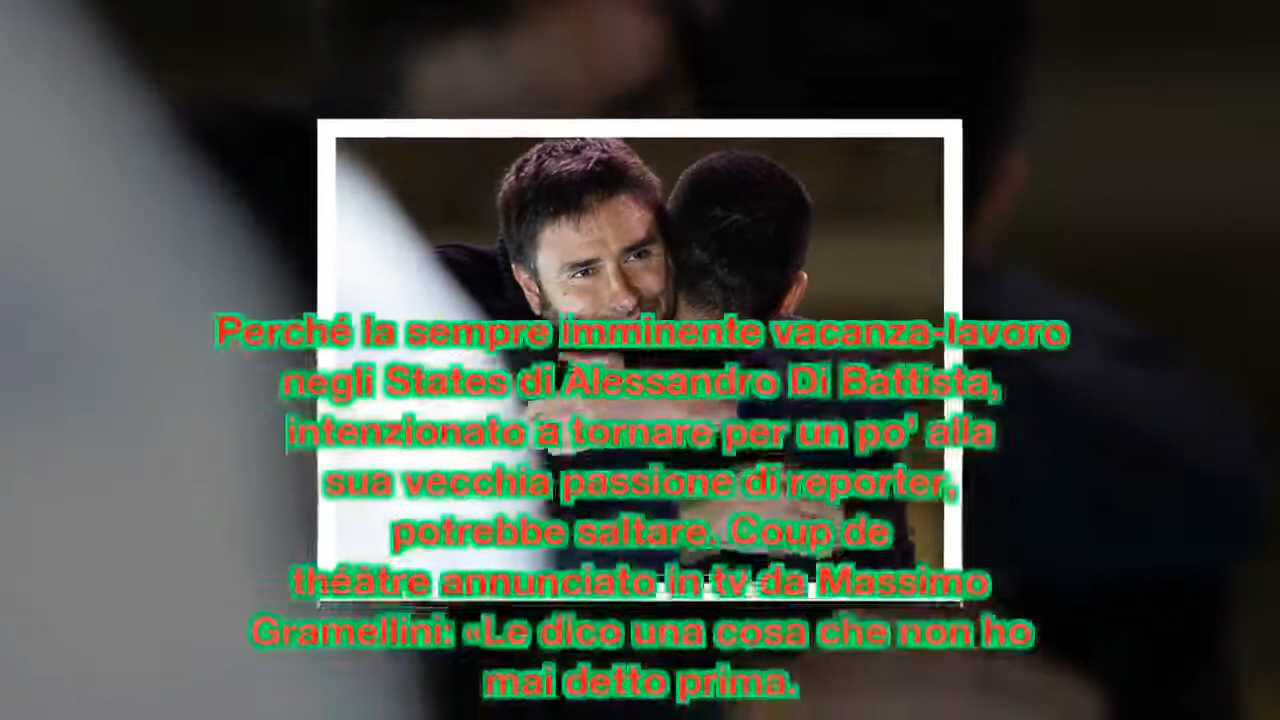 Perché la sempre imminente vacanza-lavoro
negli States di Alessandro Di Battista,
intenzionato a tornare per un po' alla
sua vecchia passione di reporter,
potrebbe saltare. Coup de
théâtre annunciato in tv da Massimo
Gramellini: «Le dico una cosa che non ho
mai detto prima.